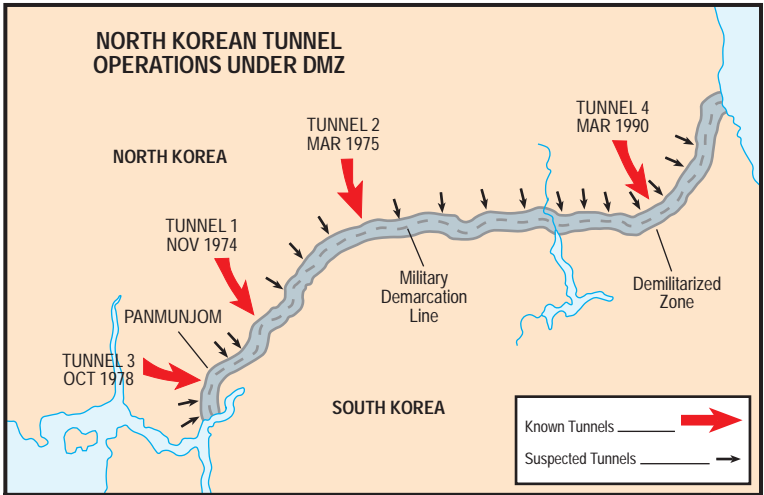 NORTH KOREAN TUNNEL
OPERATIONS UNDER DMZ
TUNNEL 4
MAR 1990
TUNNEL 2
MAR 1975
NORTH KOREA
TUNNEL 1
NOV 1974
Military
Demarcation
Line
Demilitarized
Zone
PANMUNJOM
TUNNEL 3
OCT 1978
SOUTH KOREA
Known Tunnels
Suspected Tunnels